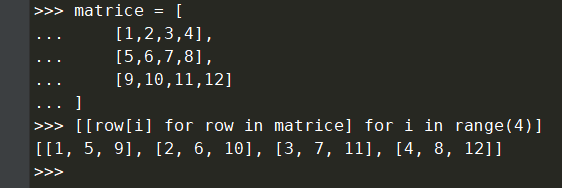 >>> matrice = [
...     [1,2,3,4],
...     [5,6,7,8],
...     [9,10,11,12]
... ]
>>> [[row[i] for row in matrice] for i in range(4)]
[[1, 5, 9], [2, 6, 10], [3, 7, 11], [4, 8, 12]]
>>>